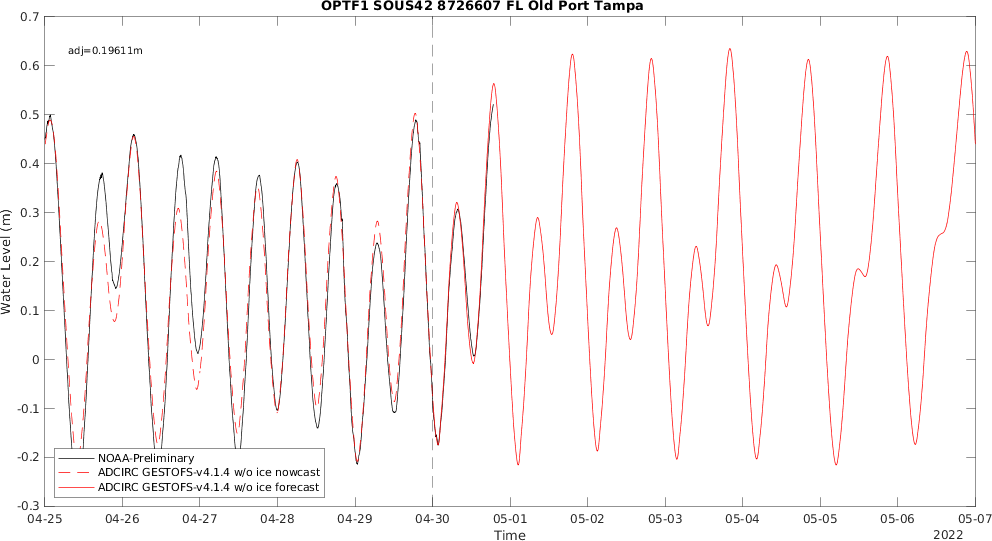 OPTF1 SOUS42 8726607 FL Old Port Tampa
adj=0.19611m
0.7
0.6
0.5
0.4
0.3
0.2
0.1
0
-0.1
-0.2
-0.3
Water Level (m)
NOAA-Preliminary
ADCIRC GESTOFS-v4.1.4 w/o ice nowcast
ADCIRC GESTOFS-v4.1.4 w/o ice forecast
04-25 04-26 04-27 04-28 04-29 04-30 05-01 05-02 05-03 05-04 05-05 05-06 05-07
Time
2022